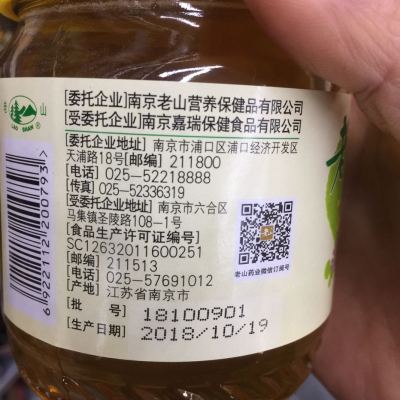 老 山
LAO SHAN
[委托企业]南京老山营养保健品有限公司
[受委托企业]南京嘉瑞保健食品有限公司
[委托企业地址] 南京市浦口区浦口经济开发区
天浦路18号[邮编] 211800
[电话] 025-52218888
[传真] 025-52336319
[受委托企业地址] 南京市六合区
马集镇圣陵路108-1号
[食品生产许可证编号]
SC12632011600251
[邮编] 211513
[电话] 025-57691012
[产地] 江苏省南京市
[批 号] 18100901
[生产日期] 2018/10/19
老山药业微信订阅号
6922112200793